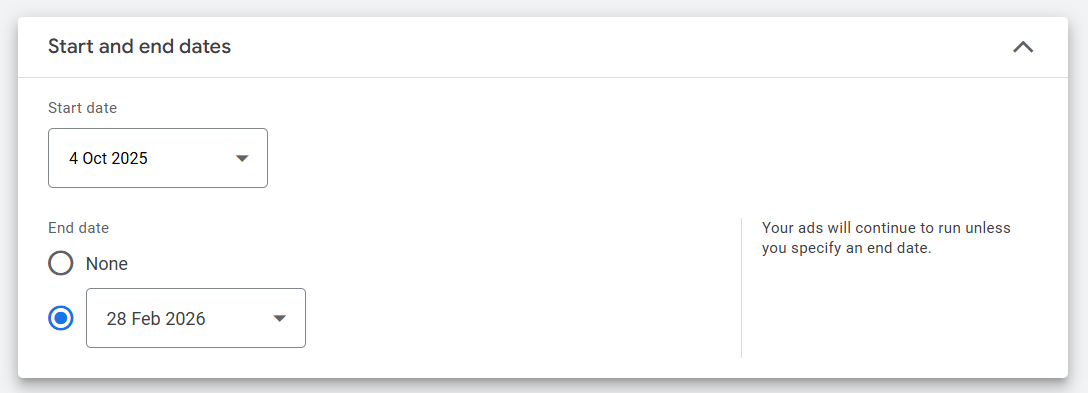 Start and end dates
Start date
4 Oct 2025
End date
None
28 Feb 2026
Your ads will continue to run unless
you specify an end date.